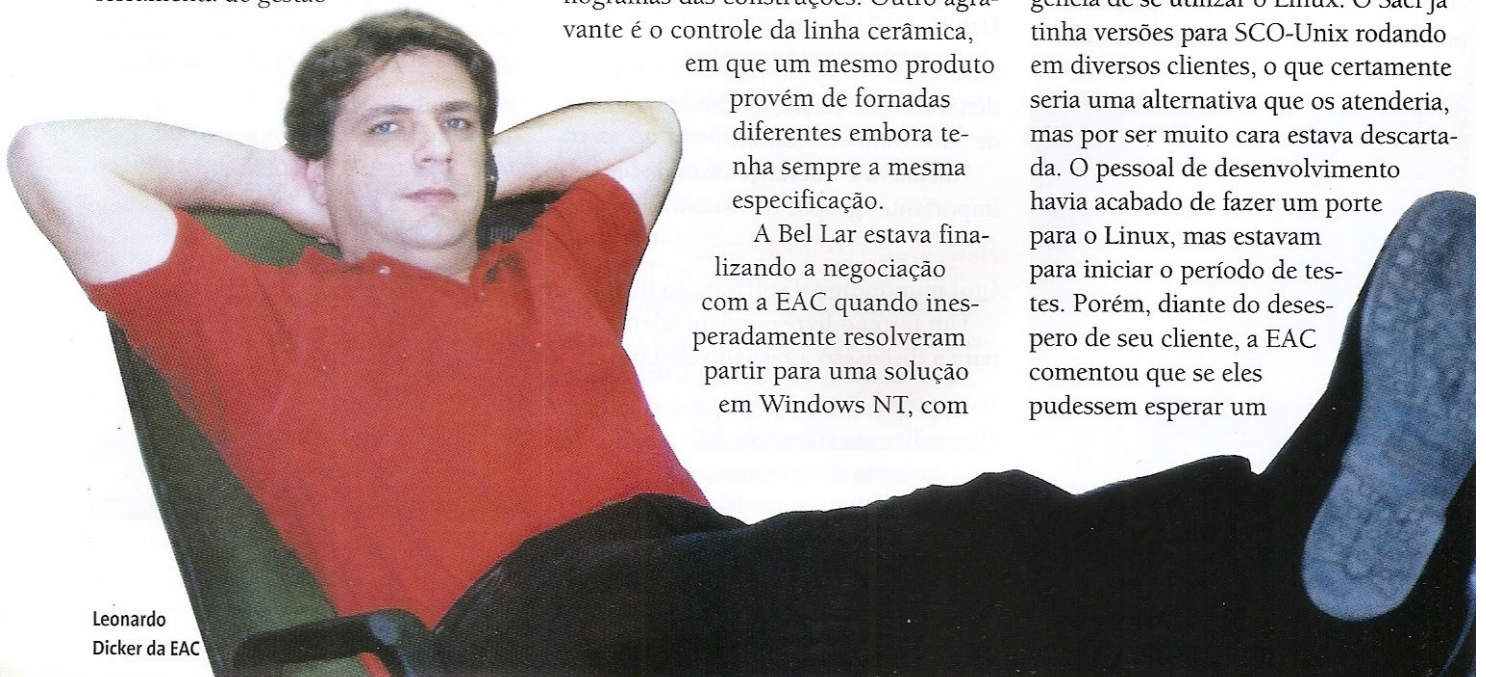 ferramenta de gestão
nogramas das construções. Outro agra-
vante é o controle da linha cerâmica,
em que um mesmo produto
provém de fornadas
diferentes embora te-
nha sempre a mesma
especificação.
A Bel Lar estava fina-
lizando a negociação
com a EAC quando ines-
peradamente resolveram
partir para uma solução
em Windows NT, com
gência de se utilizar o Linux. O Saci já
tinha versões para SCO-Unix rodando
em diversos clientes, o que certamente
seria uma alternativa que os atenderia,
mas por ser muito cara estava descarta-
da. O pessoal de desenvolvimento
havia acabado de fazer um porte
para o Linux, mas estavam
para iniciar o período de tes-
tes. Porém, diante do deses-
pero de seu cliente, a EAC
comentou que se eles
pudessem esperar um
Leonardo
Dicker da EAC